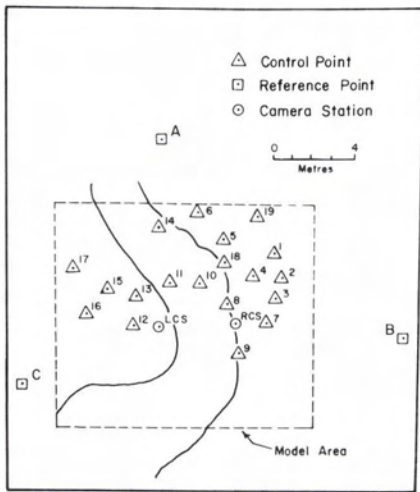 Control Point
Reference Point
Camera Station
A
0 4
Metres
6
19
14
5
18
1
17
11
10
4
2
15
13
3
16
8
12
LCS
RCS
7
9
B
C
Model Area